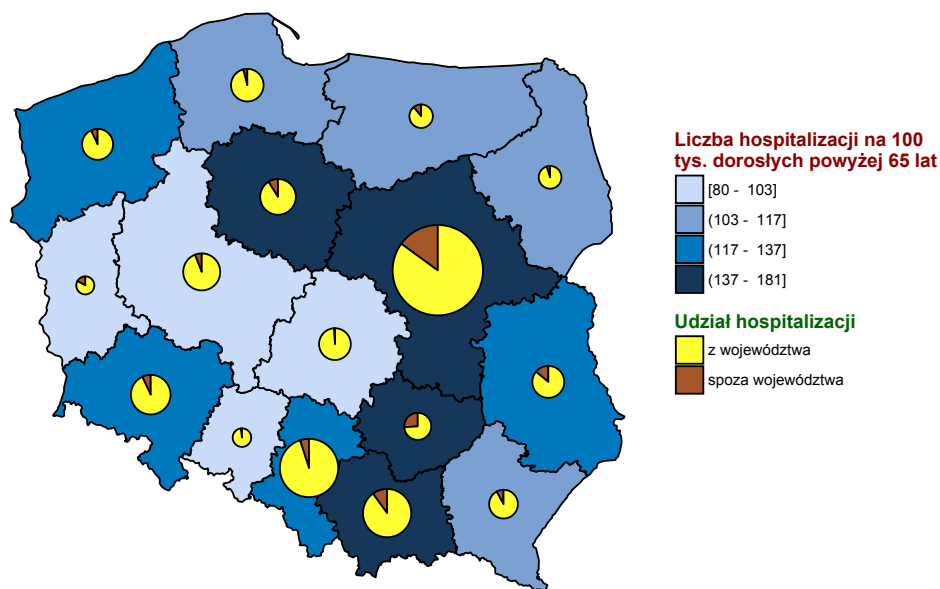 Liczba hospitalizacji na 100
tys. dorosłych powyżej 65 lat
[80 - 103]
(103 - 117]
(117 - 137]
(137 - 181]
Udział hospitalizacji
z województwa
spoza województwa